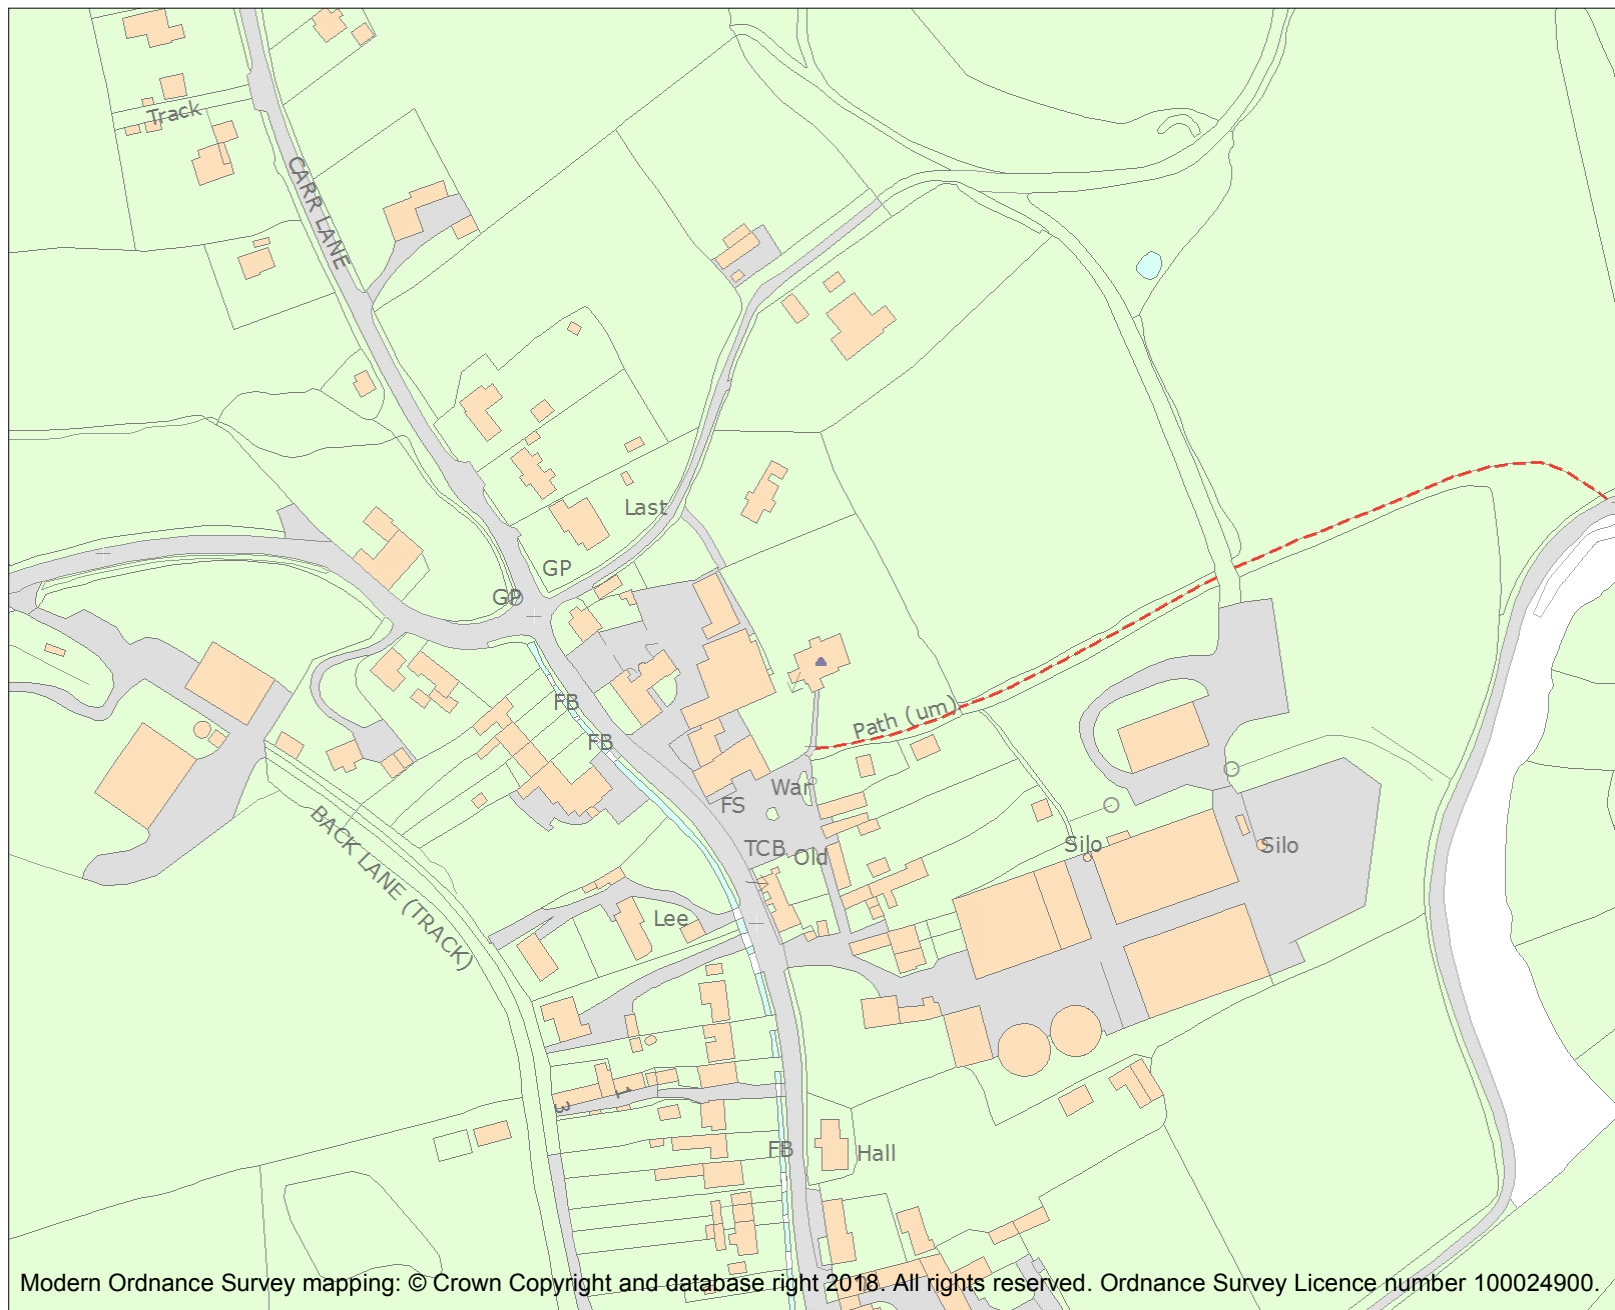 Track
CARR LANE
Last
GP
GP
FB
FB
Path (um)
War
FS
TCB
Old
Silo
Silo
BACK LANE (TRACK)
Lee
1
3
FB
Hall
Modern Ordnance Survey mapping: © Crown Copyright and database right 2018. All rights reserved. Ordnance Survey Licence number 100024900.